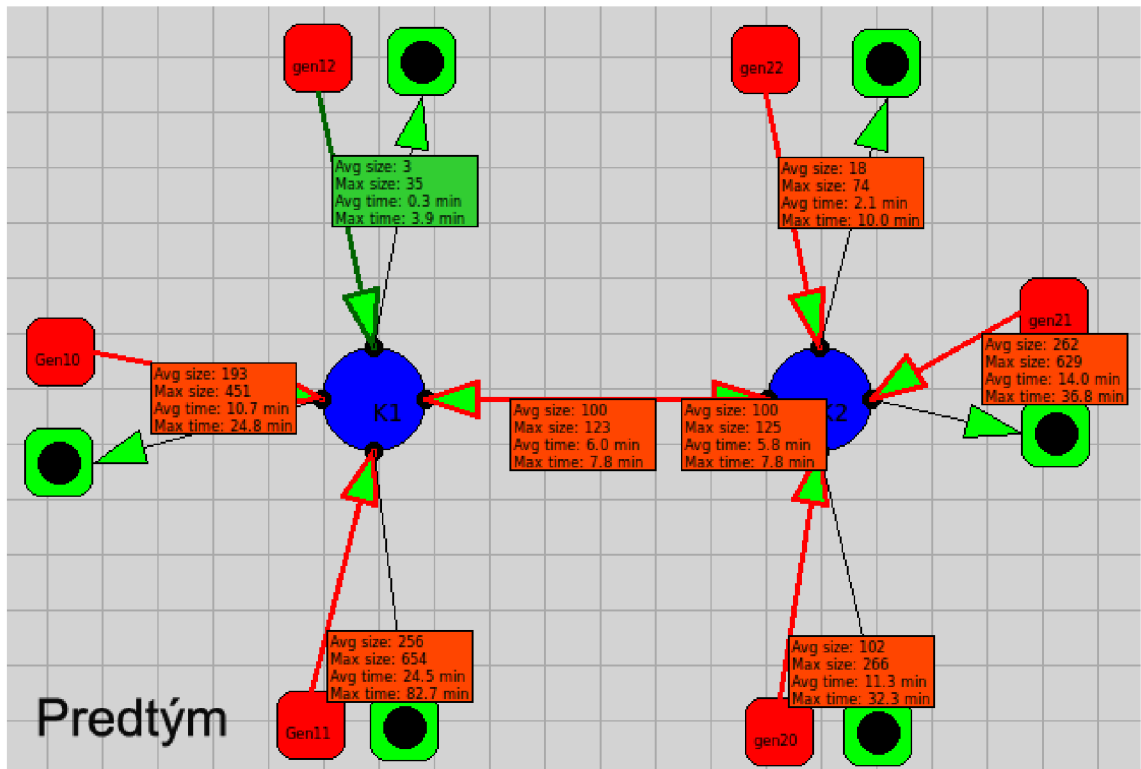 gen12
gen22
Avg size: 3
Max size: 35
Avg time: 0.3 min
Max time: 3.9 min
Avg size: 18
Max size: 74
Avg time: 2.1 min
Max time: 10.0 min
gen21
Avg size: 262
Max size: 629
Avg time: 14.0 min
Max time: 36.8 min
Gen10
Avg size: 193
Max size: 451
Avg time: 10.7 min
Max time: 24.8 min
K1
Avg size: 100
Max size: 123
Avg time: 6.0 min
Max time: 7.8 min
Avg size: 100
Max size: 125
Avg time: 5.8 min
Max time: 7.8 min
K2
Avg size: 256
Max size: 654
Avg time: 24.5 min
Max time: 82.7 min
Avg size: 102
Max size: 266
Avg time: 11.3 min
Max time: 32.3 min
Predtým
Gen11
gen20